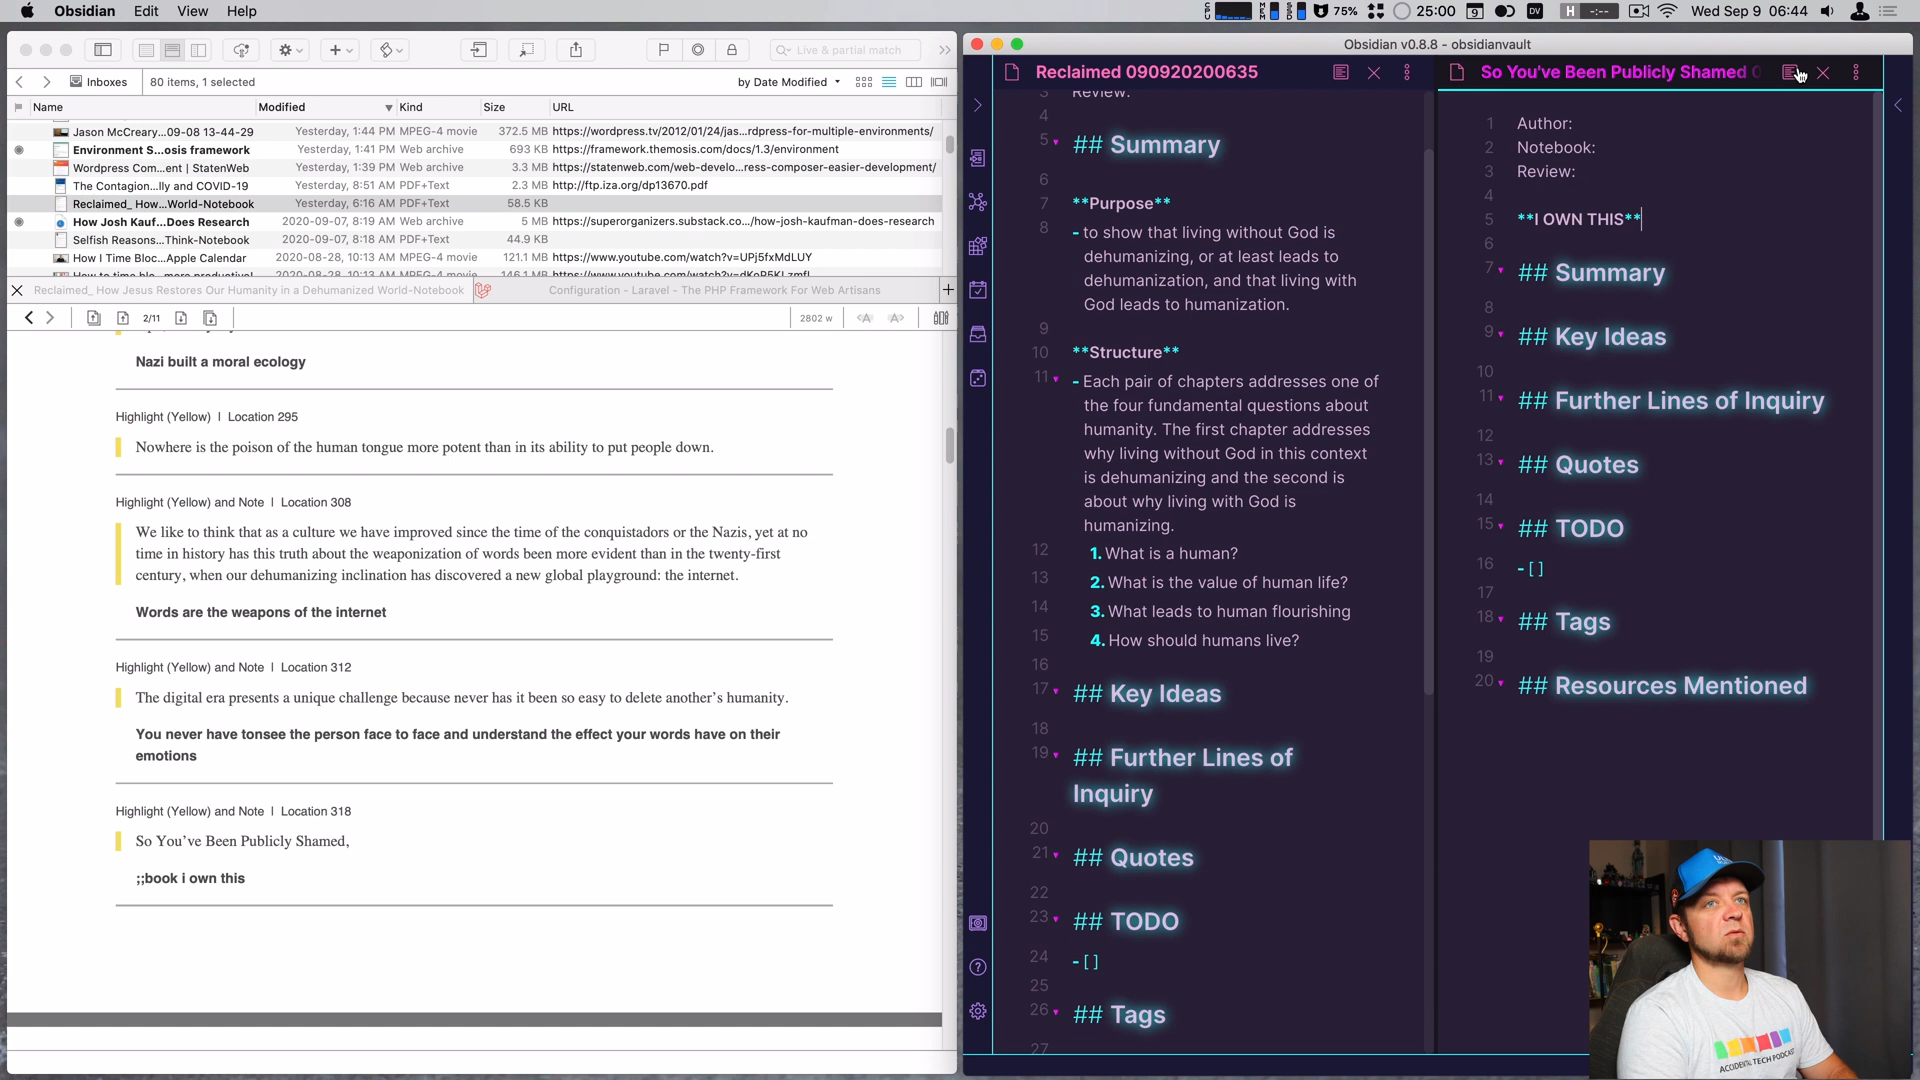 Obsidian Edit View Help
75% 25:00 9 DV H -:-- Wed Sep 9 06:44
Live & partial match
Inboxes 80 items, 1 selected by Date Modified
Name Modified Kind Size URL
Jason McCreary...09-08 13-44-29 Yesterday, 1:44 PM MPEG-4 movie 372.5 MB https://wordpress.tv/2012/01/24/jas...rdpress-for-multiple-environments/
Environment S...osis framework Yesterday, 1:41 PM Web archive 693 KB https://framework.themosis.com/docs/1.3/environment
Wordpress Com...ent | StatenWeb Yesterday, 1:39 PM Web archive 3.3 MB https://statenweb.com/web-develo...ress-composer-easier-development/
The Contagion...lly and COVID-19 Yesterday, 8:51 AM PDF+Text 2.3 MB http://ftp.iza.org/dp13670.pdf
Reclaimed_ How...World-Notebook Yesterday, 6:16 AM PDF+Text 58.5 KB
How Josh Kauf...Does Research 2020-09-07, 8:19 AM Web archive 5 MB https://superorganizers.substack.co.../how-josh-kaufman-does-research
Selfish Reasons...Think-Notebook 2020-09-07, 8:18 AM PDF+Text 44.9 KB
How I Time Bloc...Apple Calendar 2020-08-28, 10:13 AM MPEG-4 movie 121.1 MB https://www.youtube.com/watch?v=UPj5fxMdLUY
Reclaimed_ How Jesus Restores Our Humanity in a Dehumanized World-Notebook
Configuration - Laravel - The PHP Framework For Web Artisans
2/11 2802 w
Nazi built a moral ecology
Highlight (Yellow) | Location 295
Nowhere is the poison of the human tongue more potent than in its ability to put people down.
Highlight (Yellow) and Note | Location 308
We like to think that as a culture we have improved since the time of the conquistadors or the Nazis, yet at no
time in history has this truth about the weaponization of words been more evident than in the twenty-first
century, when our dehumanizing inclination has discovered a new global playground: the internet.
Words are the weapons of the internet
Highlight (Yellow) and Note | Location 312
The digital era presents a unique challenge because never has it been so easy to delete another's humanity.
You never have tonsee the person face to face and understand the effect your words have on their
emotions
Highlight (Yellow) and Note | Location 318
So You've Been Publicly Shamed,
;;book i own this
Obsidian v0.8.8 - obsidianvault
Reclaimed 090920200635
3 Review:
4
5 ## Summary
6
7 **Purpose**
8 - to show that living without God is
dehumanizing, or at least leads to
dehumanization, and that living with
God leads to humanization.
9
10 **Structure**
11 - Each pair of chapters addresses one of
the four fundamental questions about
humanity. The first chapter addresses
why living without God in this context
is dehumanizing and the second is
about why living with God is
humanizing.
12 1. What is a human?
13 2. What is the value of human life?
14 3. What leads to human flourishing
15 4. How should humans live?
16
17 ## Key Ideas
18
19 ## Further Lines of
Inquiry
20
21 ## Quotes
22
23 ## TODO
24 - [ ]
25
26 ## Tags
27
So You've Been Publicly Shamed
1 Author:
2 Notebook:
3 Review:
4
5 **I OWN THIS**
6
7 ## Summary
8
9 ## Key Ideas
10
11 ## Further Lines of Inquiry
12
13 ## Quotes
14
15 ## TODO
16 - [ ]
17
18 ## Tags
19
20 ## Resources Mentioned
ACCIDENTAL TECH PODCAST